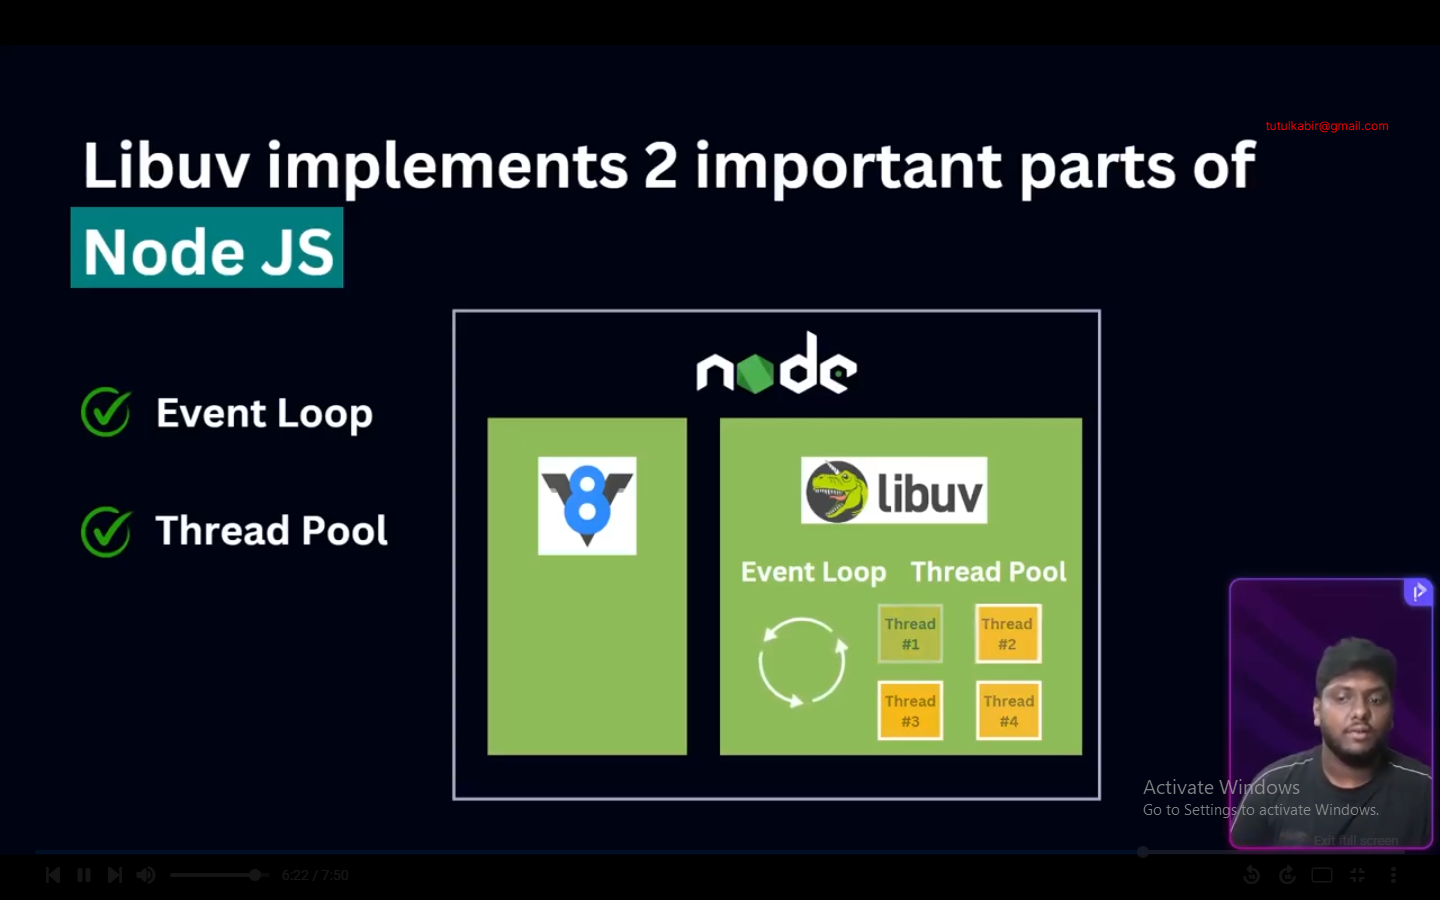 tutulkabir@gmail.com
Libuv implements 2 important parts of
Node JS
Event Loop
Thread Pool
node
V8
libuv
Event Loop Thread Pool
Thread
#1
Thread
#2
Thread
#3
Thread
#4
Activate Windows
Go to Settings to activate Windows.
Exit full screen
6:22 / 7:50